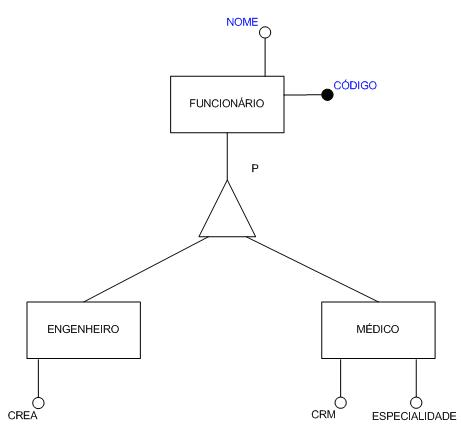 NOME
CÓDIGO
FUNCIONÁRIO
P
ENGENHEIRO
MÉDICO
CREA
CRM
ESPECIALIDADE